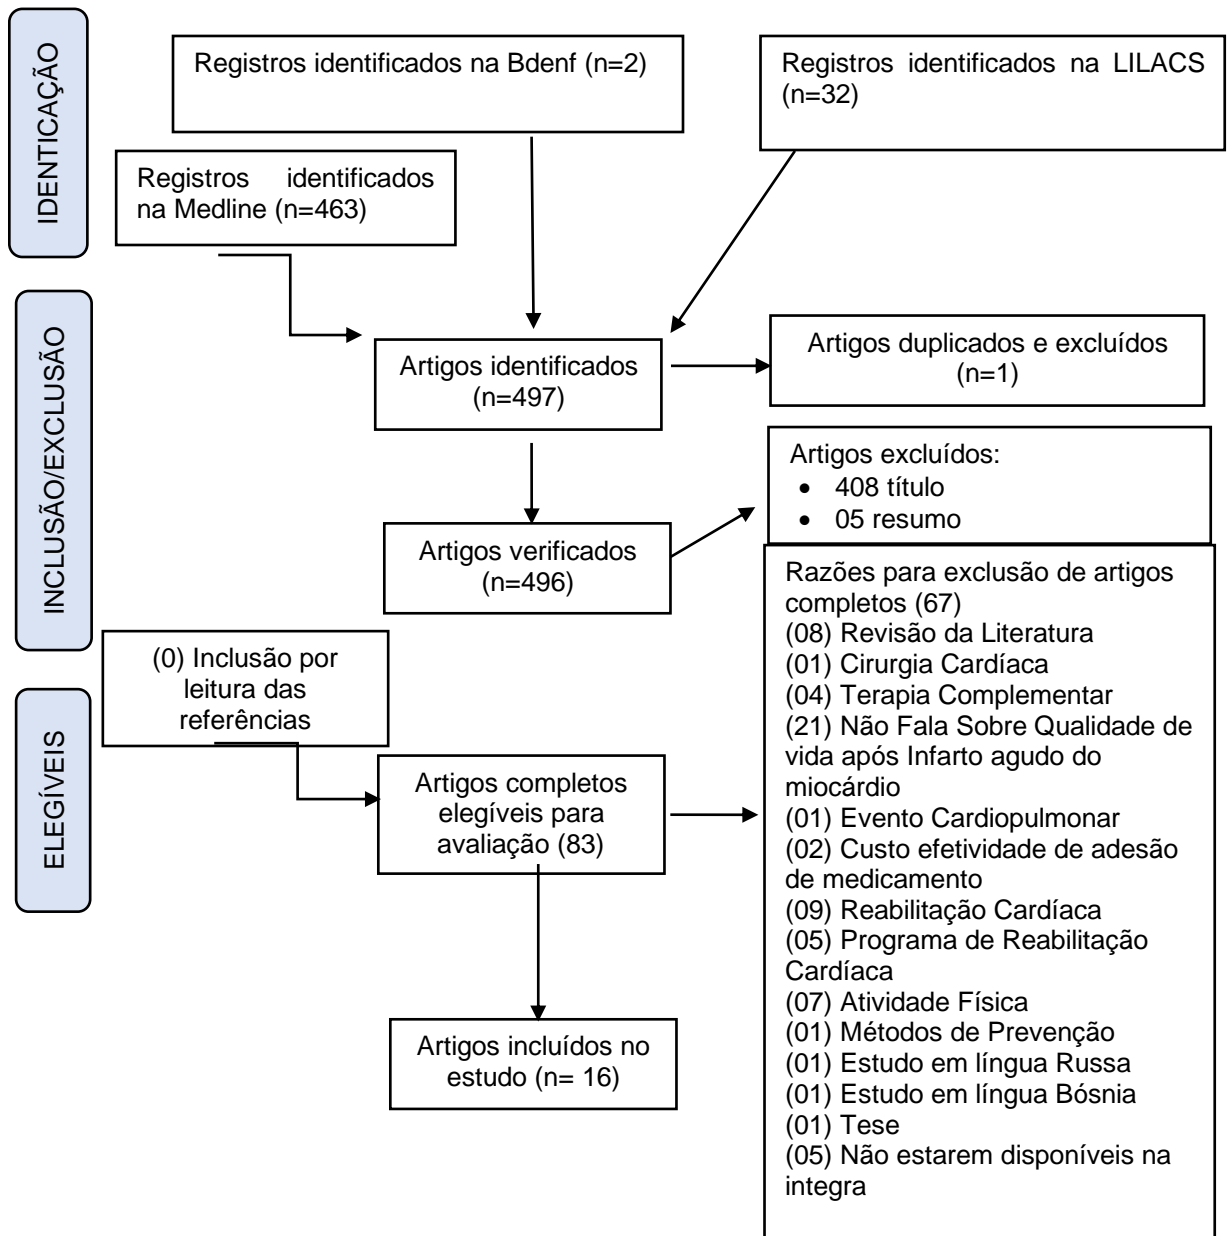 IDENTICAÇÃO
Registros identificados na Bdenf (n=2)
Registros identificados na LILACS
(n=32)
Registros identificados
na Medline (n=463)
INCLUSÃO/EXCLUSÃO
Artigos identificados
(n=497)
Artigos duplicados e excluídos
(n=1)
Artigos verificados
(n=496)
Artigos excluídos:
• 408 título
• 05 resumo
(0) Inclusão por
leitura das
referências
ELEGÍVEIS
Artigos completos
elegíveis para
avaliação (83)
Razões para exclusão de artigos
completos (67)
(08) Revisão da Literatura
(01) Cirurgia Cardíaca
(04) Terapia Complementar
(21) Não Fala Sobre Qualidade de
vida após Infarto agudo do
miocárdio
(01) Evento Cardiopulmonar
(02) Custo efetividade de adesão
de medicamento
(09) Reabilitação Cardíaca
(05) Programa de Reabilitação
Cardíaca
(07) Atividade Física
(01) Métodos de Prevenção
(01) Estudo em língua Russa
(01) Estudo em língua Bósnia
(01) Tese
(05) Não estarem disponíveis na
integra
Artigos incluídos no
estudo (n= 16)